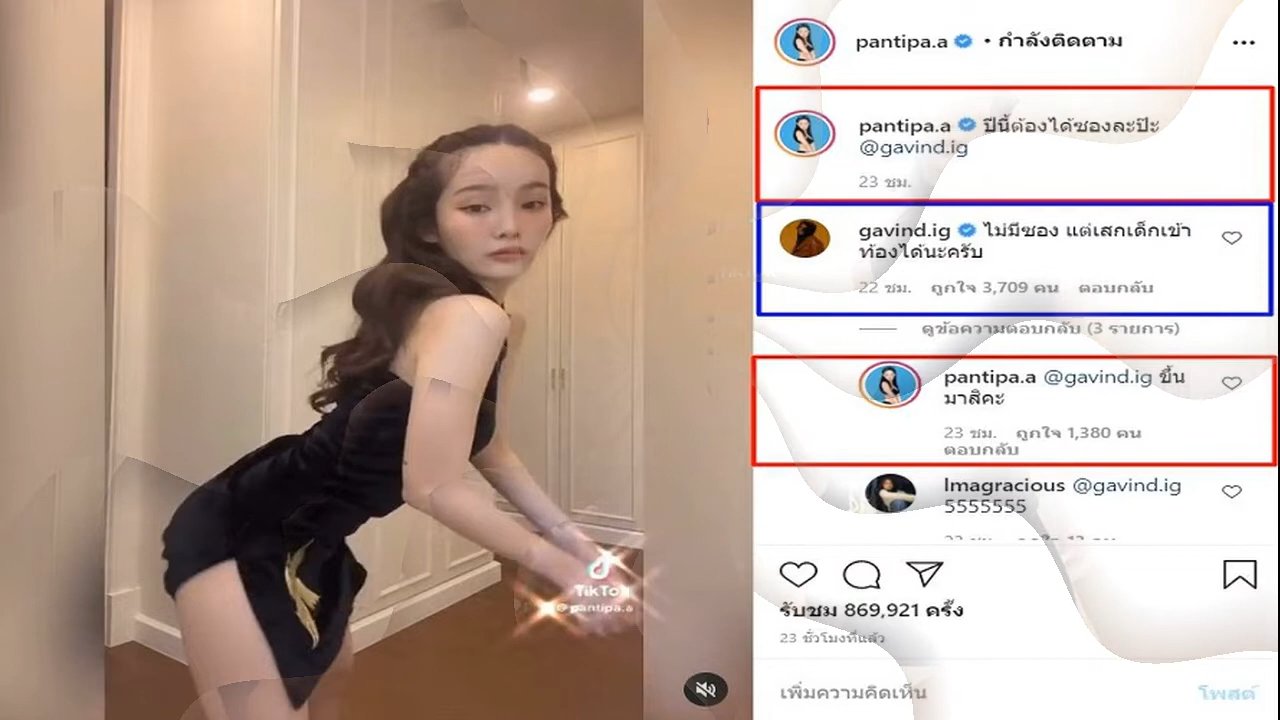 TikTok
@pantipa.a
pantipa.a • กำลังติดตาม
pantipa.a ปีนี้ต้องได้ซองละป๊ะ
@gavind.ig
23 ชม.
gavind.ig ไม่มีซอง แต่เสกเด็กเข้า
ท้องได้นะครับ
22 ชม. ถูกใจ 3,709 คน ตอบกลับ
ดูข้อความตอบกลับ (3 รายการ)
pantipa.a @gavind.ig ขึ้น
มาสิคะ
23 ชม. ถูกใจ 1,380 คน
ตอบกลับ
lmagracious @gavind.ig
5555555
รับชม 869,921 ครั้ง
23 ชั่วโมงที่แล้ว
เพิ่มความคิดเห็น
โพสต์